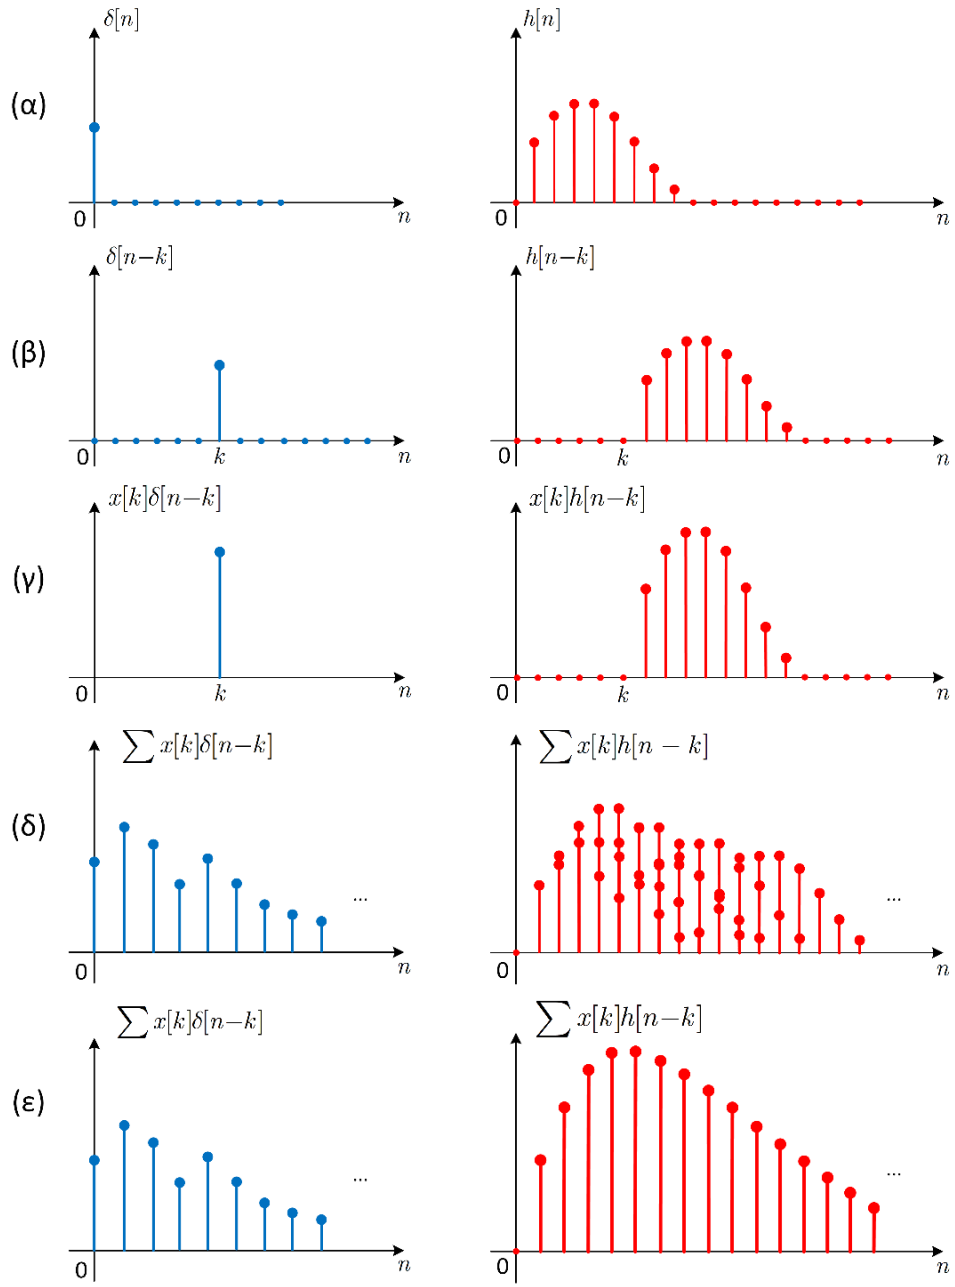 δ[n] h[n]
(α)
0 n 0 n
δ[n−k] h[n−k]
(β)
0 k n 0 k n
x[k]δ[n−k] x[k]h[n−k]
(γ)
0 k n 0 k n
∑ x[k]δ[n−k] ∑ x[k]h[n − k]
(δ)
... ...
0 n 0 n
∑ x[k]δ[n−k] ∑ x[k]h[n−k]
(ε)
... ...
0 n 0 n